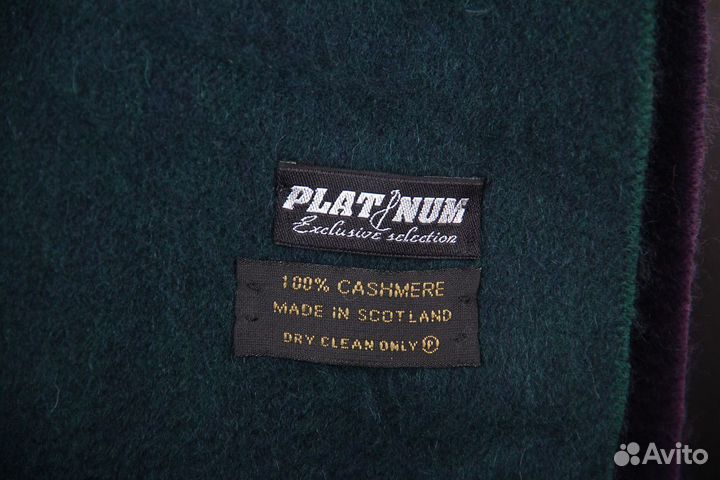 PLATINUM
Exclusive selection
100% CASHMERE
MADE IN SCOTLAND
DRY CLEAN ONLY Ⓟ
Avito